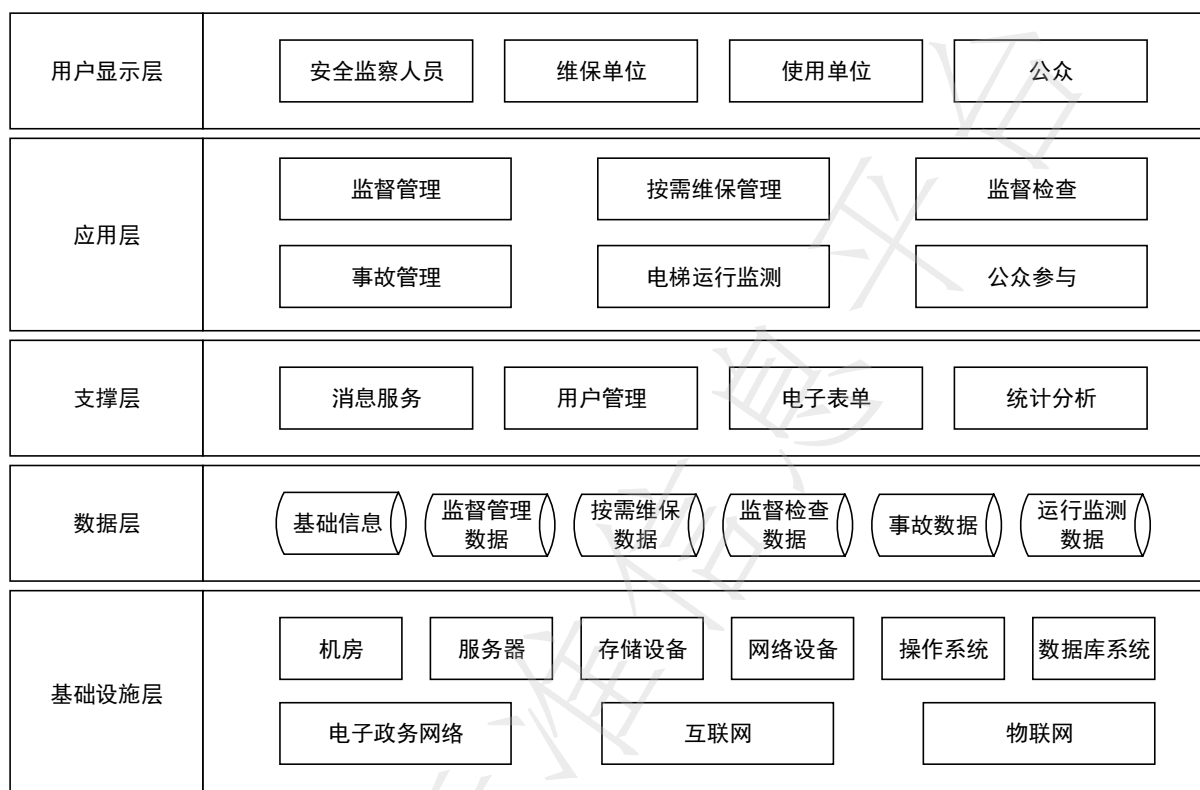 用户显示层
安全监察人员
维保单位
使用单位
公众
应用层
监督管理
按需维保管理
监督检查
事故管理
电梯运行监测
公众参与
支撑层
消息服务
用户管理
电子表单
统计分析
数据层
基础信息
监督管理
数据
按需维保
数据
监督检查
数据
事故数据
运行监测
数据
基础设施层
机房
服务器
存储设备
网络设备
操作系统
数据库系统
电子政务网络
互联网
物联网
准信息平台